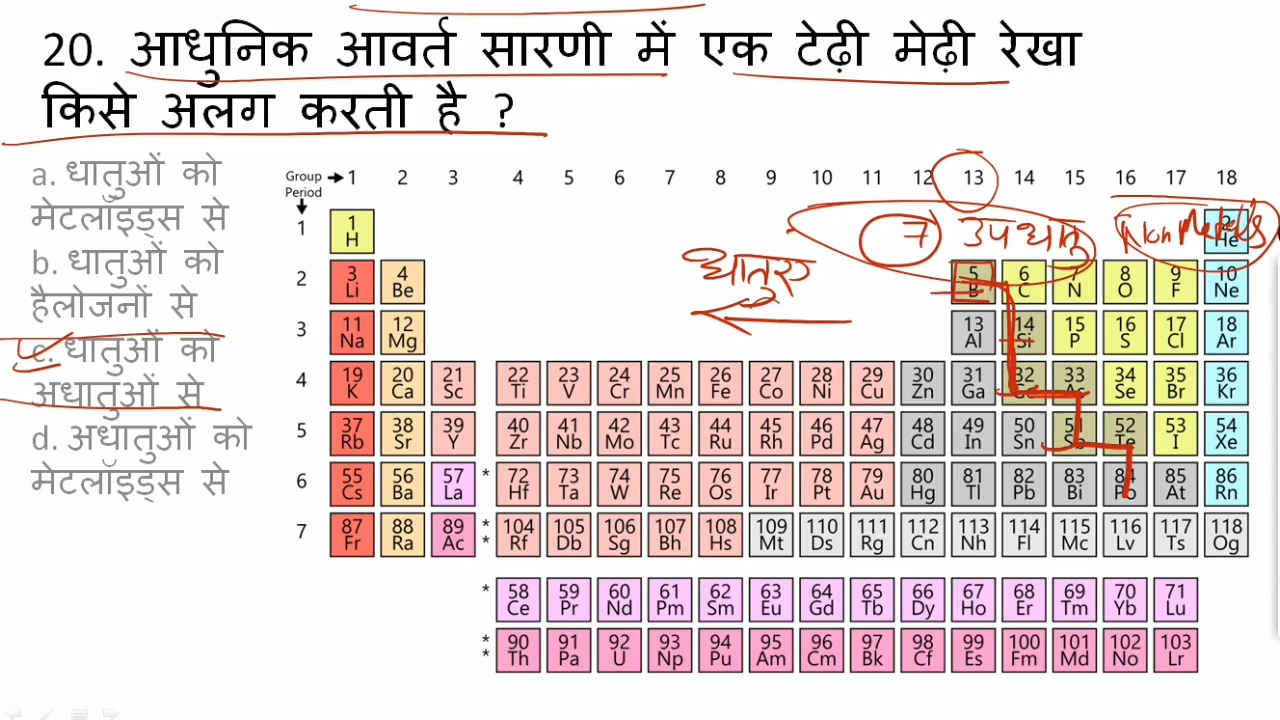 20. आधुनिक आवर्त सारणी में एक टेढ़ी मेढ़ी रेखा
किसे अलग करती है ?
a. धातुओं को
मेटलॉइड्स से
b. धातुओं को
हैलोजनों से
c. धातुओं को
अधातुओं से
d. अधातुओं को
मेटलॉइड्स से
Group → 1 2 3 4 5 6 7 8 9 10 11 12 13 14 15 16 17 18
Period
1 1 2
H He
7 उपधातु Non Metals
धातुए
2 3 4 5 6 7 8 9 10
Li Be B C N O F Ne
3 11 12 13 14 15 16 17 18
Na Mg Al Si P S Cl Ar
4 19 20 21 22 23 24 25 26 27 28 29 30 31 32 33 34 35 36
K Ca Sc Ti V Cr Mn Fe Co Ni Cu Zn Ga Ge As Se Br Kr
5 37 38 39 40 41 42 43 44 45 46 47 48 49 50 51 52 53 54
Rb Sr Y Zr Nb Mo Tc Ru Rh Pd Ag Cd In Sn Sb Te I Xe
6 55 56 57 * 72 73 74 75 76 77 78 79 80 81 82 83 84 85 86
Cs Ba La Hf Ta W Re Os Ir Pt Au Hg Tl Pb Bi Po At Rn
7 87 88 89 * 104 105 106 107 108 109 110 111 112 113 114 115 116 117 118
Fr Ra Ac * Rf Db Sg Bh Hs Mt Ds Rg Cn Nh Fl Mc Lv Ts Og
* 58 59 60 61 62 63 64 65 66 67 68 69 70 71
Ce Pr Nd Pm Sm Eu Gd Tb Dy Ho Er Tm Yb Lu
* 90 91 92 93 94 95 96 97 98 99 100 101 102 103
* Th Pa U Np Pu Am Cm Bk Cf Es Fm Md No Lr